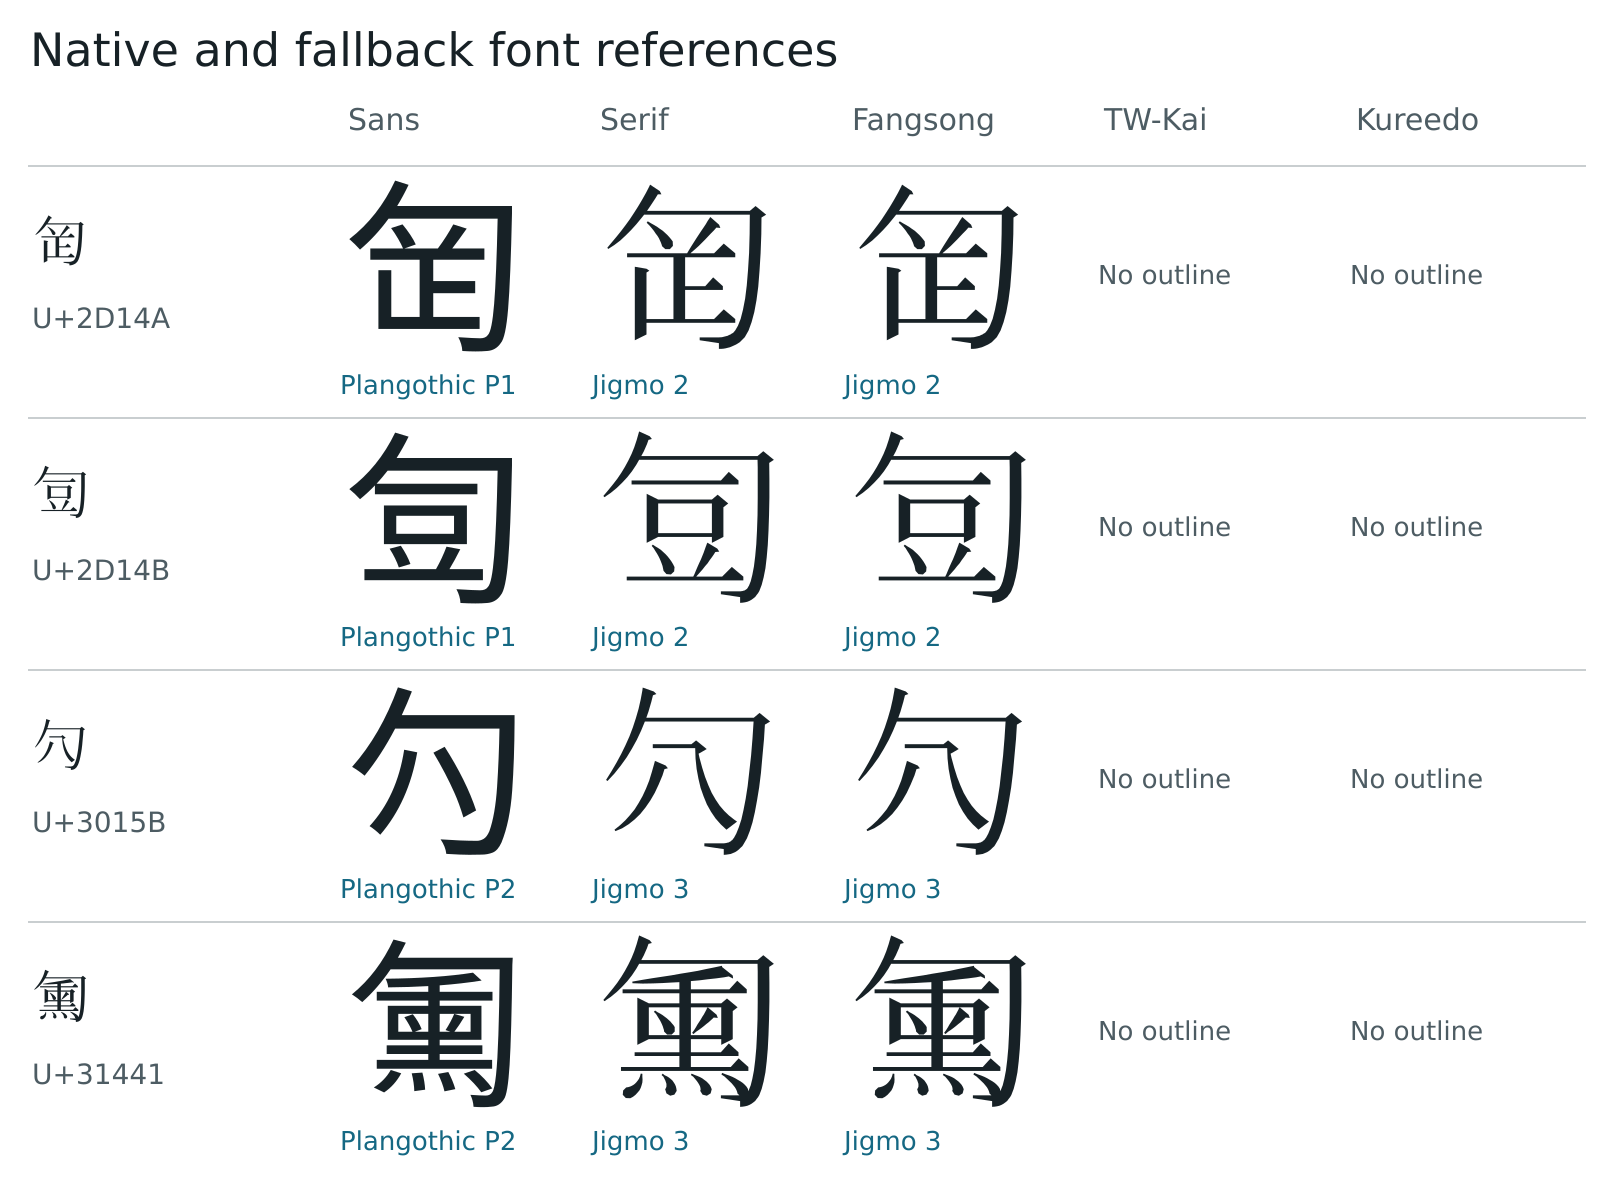 Native and fallback font references
Sans Serif Fangsong TW-Kai Kureedo
𭅊 𭅊 𭅊 𭅊 No outline No outline
U+2D14A
Plangothic P1 Jigmo 2 Jigmo 2
𭅋 𭅋 𭅋 𭅋 No outline No outline
U+2D14B
Plangothic P1 Jigmo 2 Jigmo 2
𰅛 𰅛 𰅛 𰅛 No outline No outline
U+3015B
Plangothic P2 Jigmo 3 Jigmo 3
𱑁 𱑁 𱑁 𱑁 No outline No outline
U+31441
Plangothic P2 Jigmo 3 Jigmo 3